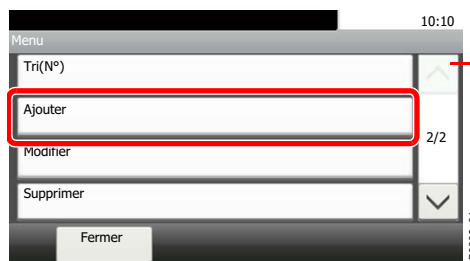 10:10
Menu
Tri(N°)
Ajouter
2/2
Modifier
Supprimer
Fermer